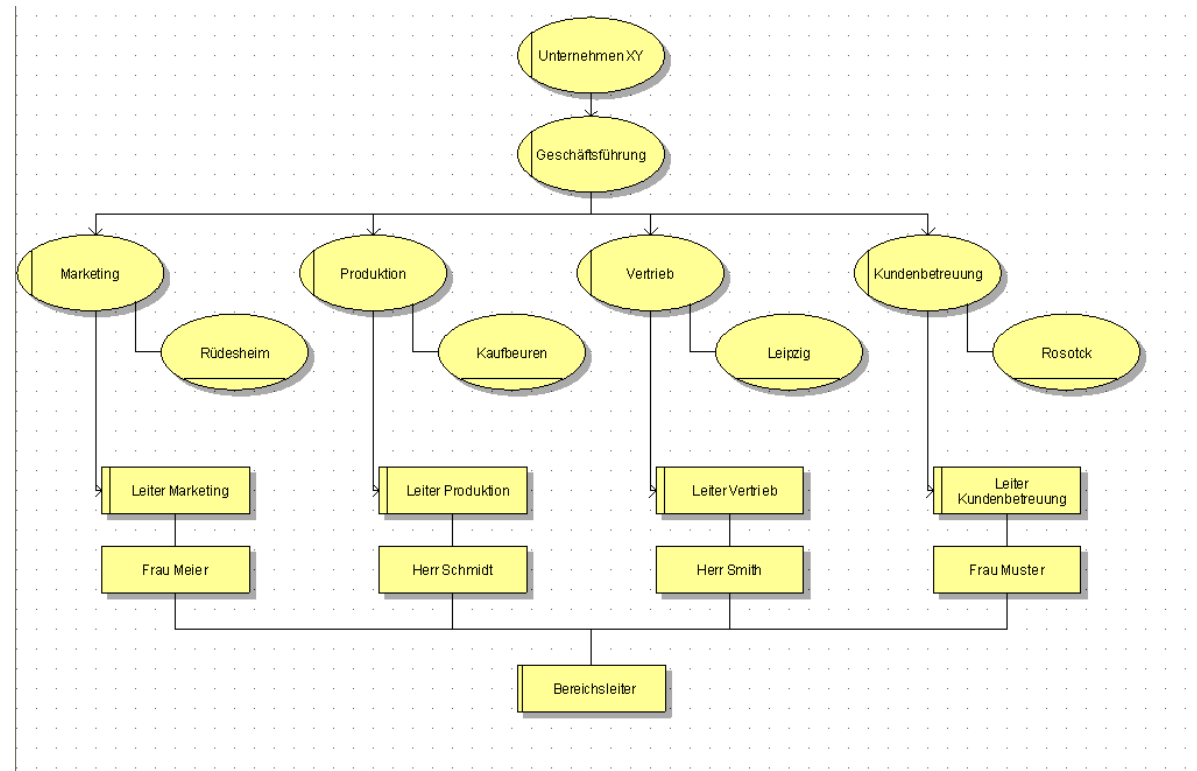 Unternehmen XY
Geschäftsführung
Marketing
Produktion
Vertrieb
Kundenbetreuung
Rüdesheim
Kaufbeuren
Leipzig
Rosotck
Leiter Marketing
Leiter Produktion
Leiter Vertrieb
Leiter
Kundenbetreuung
Frau Meier
Herr Schmidt
Herr Smith
Frau Muster
Bereichsleiter